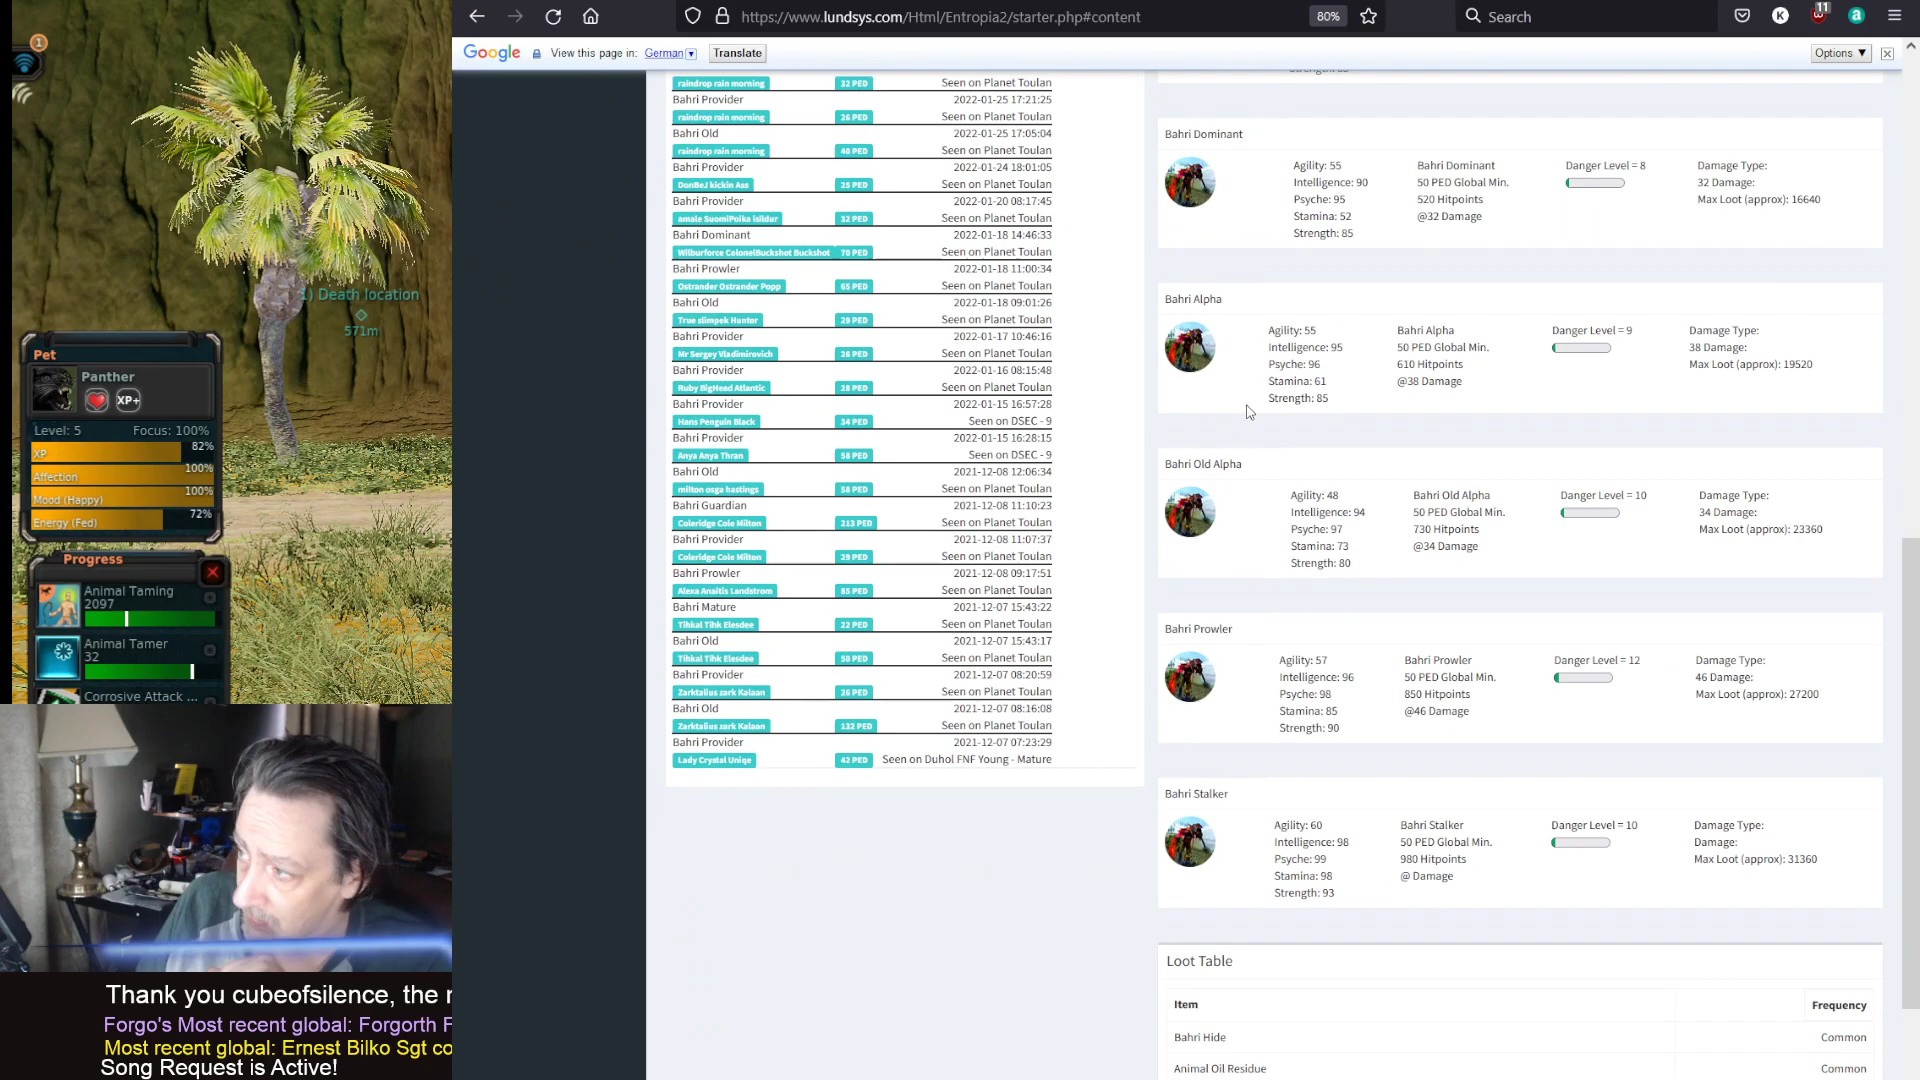 1
1) Death location
571m
Pet
Panther
XP+
Level: 5 Focus: 100%
XP 82%
Affection 100%
Mood (Happy) 100%
Energy (Fed) 72%
Progress
Animal Taming
2097
Animal Tamer
32
Corrosive Attack ...
Thank you cubeofsilence, the
Forgo's Most recent global: Forgorth F
Most recent global: Ernest Bilko Sgt co
Song Request is Active!
https://www.lundsys.com/Html/Entropia2/starter.php#content
80%
Search
11
Google View this page in: German Translate
Options
raindrop rain morning 32 PED Seen on Planet Toulan
Bahri Provider 2022-01-25 17:21:25
raindrop rain morning 26 PED Seen on Planet Toulan
Bahri Old 2022-01-25 17:05:04
raindrop rain morning 40 PED Seen on Planet Toulan
Bahri Provider 2022-01-24 18:01:05
DonBeJ kickin Ass 25 PED Seen on Planet Toulan
Bahri Provider 2022-01-20 08:17:45
amale SuomiPolka isildur 32 PED Seen on Planet Toulan
Bahri Dominant 2022-01-18 14:46:33
Wilburforce ColonelBuckshot Buckshot 70 PED Seen on Planet Toulan
Bahri Prowler 2022-01-18 11:00:34
Ostrander Ostrander Popp 65 PED Seen on Planet Toulan
Bahri Old 2022-01-18 09:01:26
True slimpek Hunter 29 PED Seen on Planet Toulan
Bahri Provider 2022-01-17 10:46:16
Mr Sergey Vladimirovich 26 PED Seen on Planet Toulan
Bahri Provider 2022-01-16 08:15:48
Ruby BigHead Atlantic 28 PED Seen on Planet Toulan
Bahri Provider 2022-01-15 16:57:28
Hans Penguin Black 34 PED Seen on DSEC - 9
Bahri Provider 2022-01-15 16:28:15
Anya Anya Thran 58 PED Seen on DSEC - 9
Bahri Old 2021-12-08 12:06:34
milton osga hastings 58 PED Seen on Planet Toulan
Bahri Guardian 2021-12-08 11:10:23
Coleridge Cole Milton 213 PED Seen on Planet Toulan
Bahri Provider 2021-12-08 11:07:37
Coleridge Cole Milton 29 PED Seen on Planet Toulan
Bahri Prowler 2021-12-08 09:17:51
Alexa Anaitis Landstrom 85 PED Seen on Planet Toulan
Bahri Mature 2021-12-07 15:43:22
Tihkal Tihk Elesdee 22 PED Seen on Planet Toulan
Bahri Old 2021-12-07 15:43:17
Tihkal Tihk Elesdee 50 PED Seen on Planet Toulan
Bahri Provider 2021-12-07 08:20:59
Zarktalius zark Kalaan 26 PED Seen on Planet Toulan
Bahri Old 2021-12-07 08:16:08
Zarktalius zark Kalaan 132 PED Seen on Planet Toulan
Bahri Provider 2021-12-07 07:23:29
Lady Crystal Uniqe 42 PED Seen on Duhol FNF Young - Mature
Bahri Dominant
Agility: 55 Bahri Dominant Danger Level = 8 Damage Type:
Intelligence: 90 50 PED Global Min. 32 Damage:
Psyche: 95 520 Hitpoints Max Loot (approx): 16640
Stamina: 52 @32 Damage
Strength: 85
Bahri Alpha
Agility: 55 Bahri Alpha Danger Level = 9 Damage Type:
Intelligence: 95 50 PED Global Min. 38 Damage:
Psyche: 96 610 Hitpoints Max Loot (approx): 19520
Stamina: 61 @38 Damage
Strength: 85
Bahri Old Alpha
Agility: 48 Bahri Old Alpha Danger Level = 10 Damage Type:
Intelligence: 94 50 PED Global Min. 34 Damage:
Psyche: 97 730 Hitpoints Max Loot (approx): 23360
Stamina: 73 @34 Damage
Strength: 80
Bahri Prowler
Agility: 57 Bahri Prowler Danger Level = 12 Damage Type:
Intelligence: 96 50 PED Global Min. 46 Damage:
Psyche: 98 850 Hitpoints Max Loot (approx): 27200
Stamina: 85 @46 Damage
Strength: 90
Bahri Stalker
Agility: 60 Bahri Stalker Danger Level = 10 Damage Type:
Intelligence: 98 50 PED Global Min. Damage:
Psyche: 99 980 Hitpoints Max Loot (approx): 31360
Stamina: 98 @ Damage
Strength: 93
Loot Table
Item Frequency
Bahri Hide Common
Animal Oil Residue Common